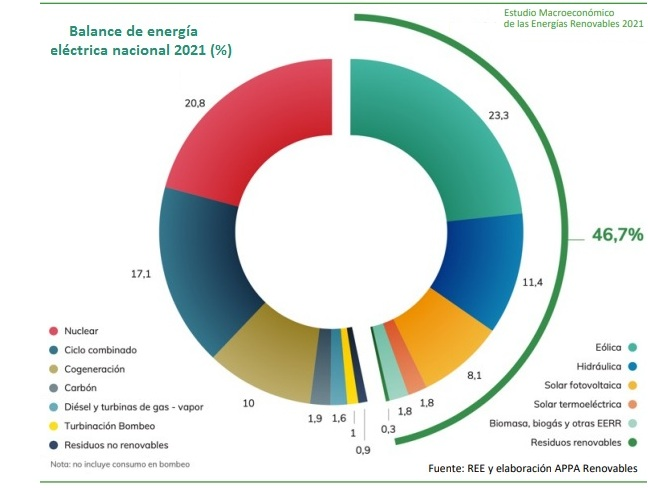 Balance de energía
eléctrica nacional 2021 (%)
Estudio Macroeconómico
de las Energías Renovables 2021
20,8
23,3
46,7%
17,1
11,4
8,1
10
1,9
1,6
1
0,9
0,3
1,8
1,8
Nuclear
Ciclo combinado
Cogeneración
Carbón
Diésel y turbinas de gas - vapor
Turbinación Bombeo
Residuos no renovables
Nota: no incluye consumo en bombeo
Eólica
Hidráulica
Solar fotovoltaica
Solar termoeléctrica
Biomasa, biogás y otras EERR
Residuos renovables
Fuente: REE y elaboración APPA Renovables